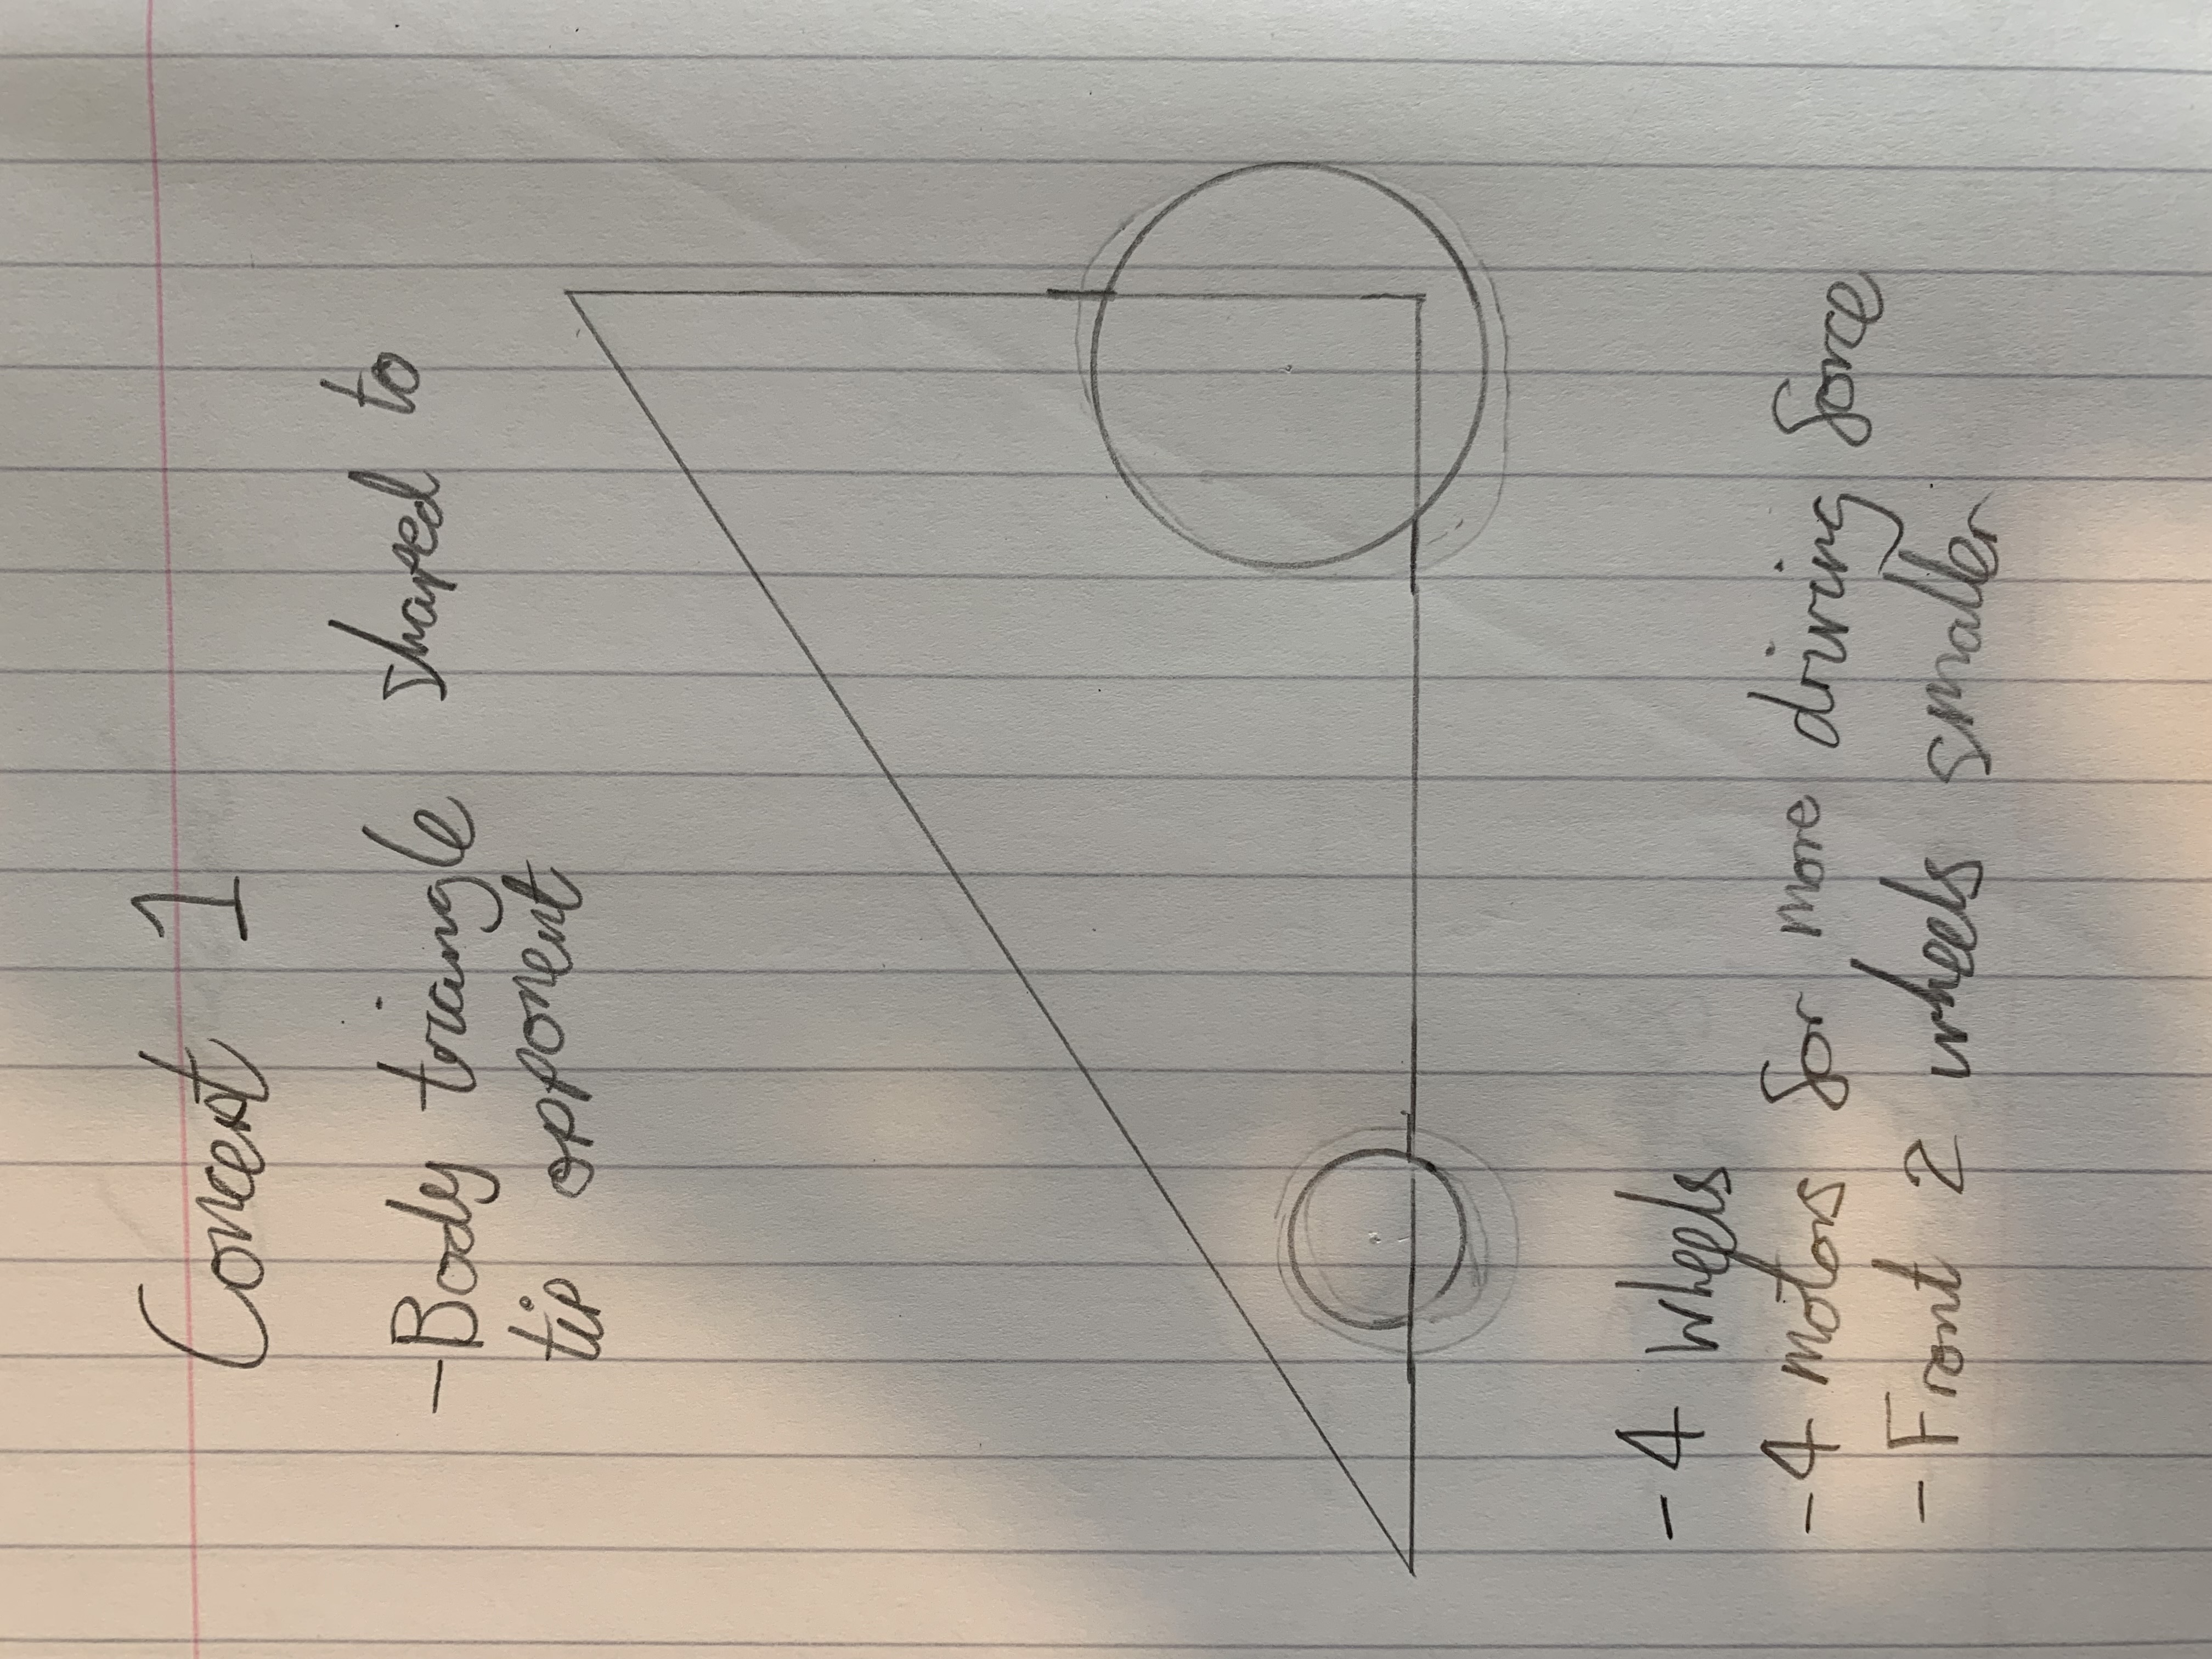 Concept 1
- Body triangle shaped to
tip opponent
- 4 wheels
- 4 motors for more driving force
- Front 2 wheels smaller